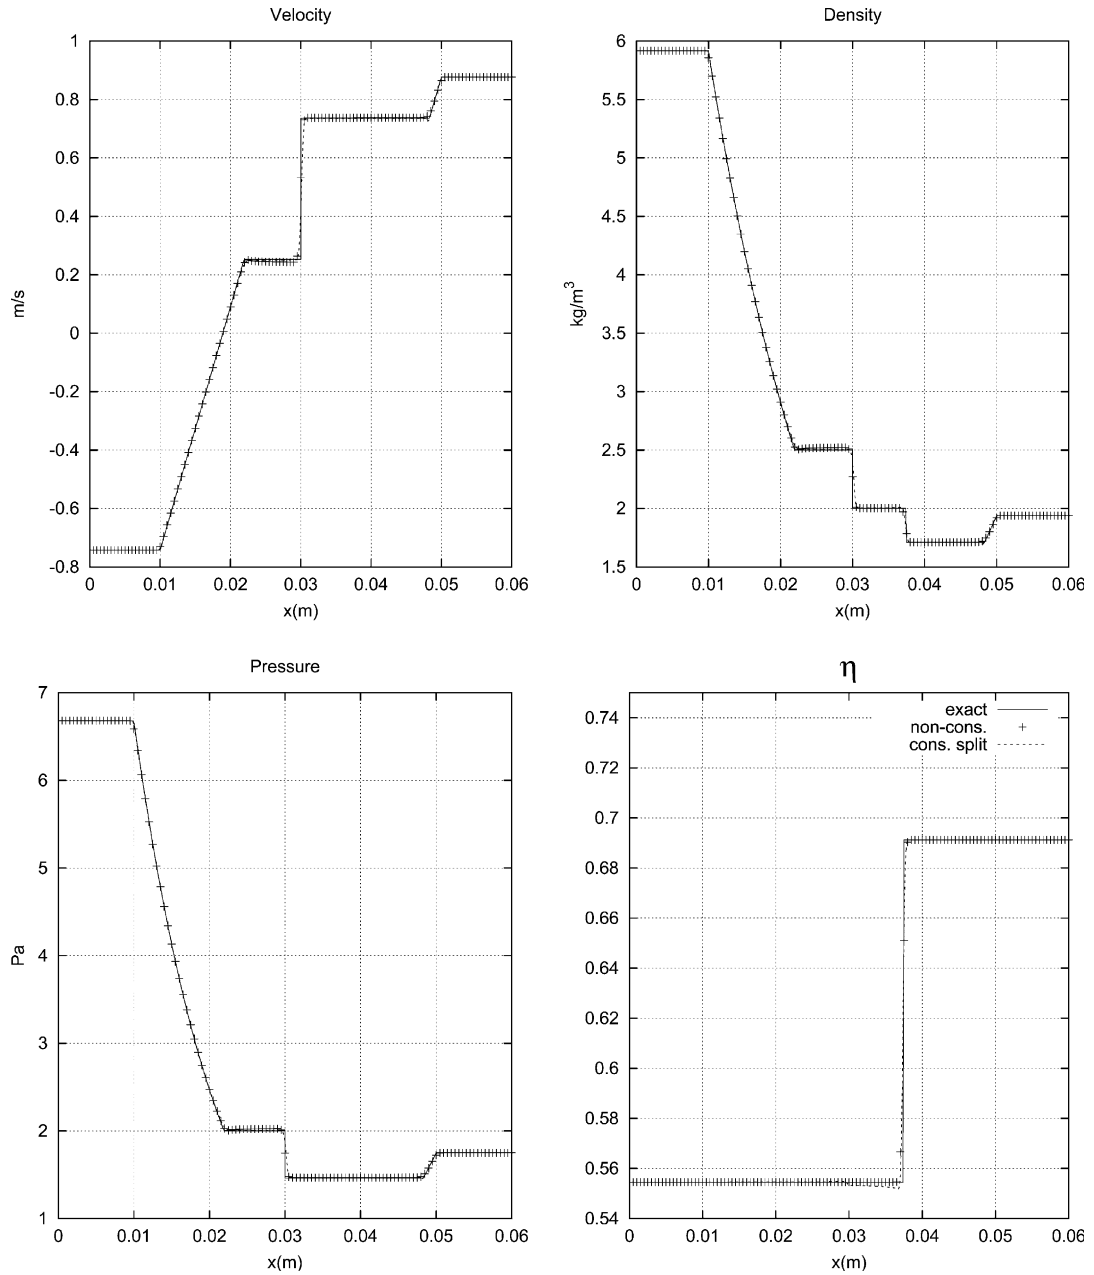 Velocity
1
0.8
0.6
0.4
0.2
0
-0.2
-0.4
-0.6
-0.8
m/s
0 0.01 0.02 0.03 0.04 0.05 0.06
x(m)
Density
6
5.5
5
4.5
4
3.5
3
2.5
2
1.5
kg/m³
0 0.01 0.02 0.03 0.04 0.05 0.06
x(m)
Pressure
7
6
5
4
3
2
1
Pa
0 0.01 0.02 0.03 0.04 0.05 0.06
x(m)
η
exact
non-cons.
cons. split
0.74
0.72
0.7
0.68
0.66
0.64
0.62
0.6
0.58
0.56
0.54
0 0.01 0.02 0.03 0.04 0.05 0.06
x(m)